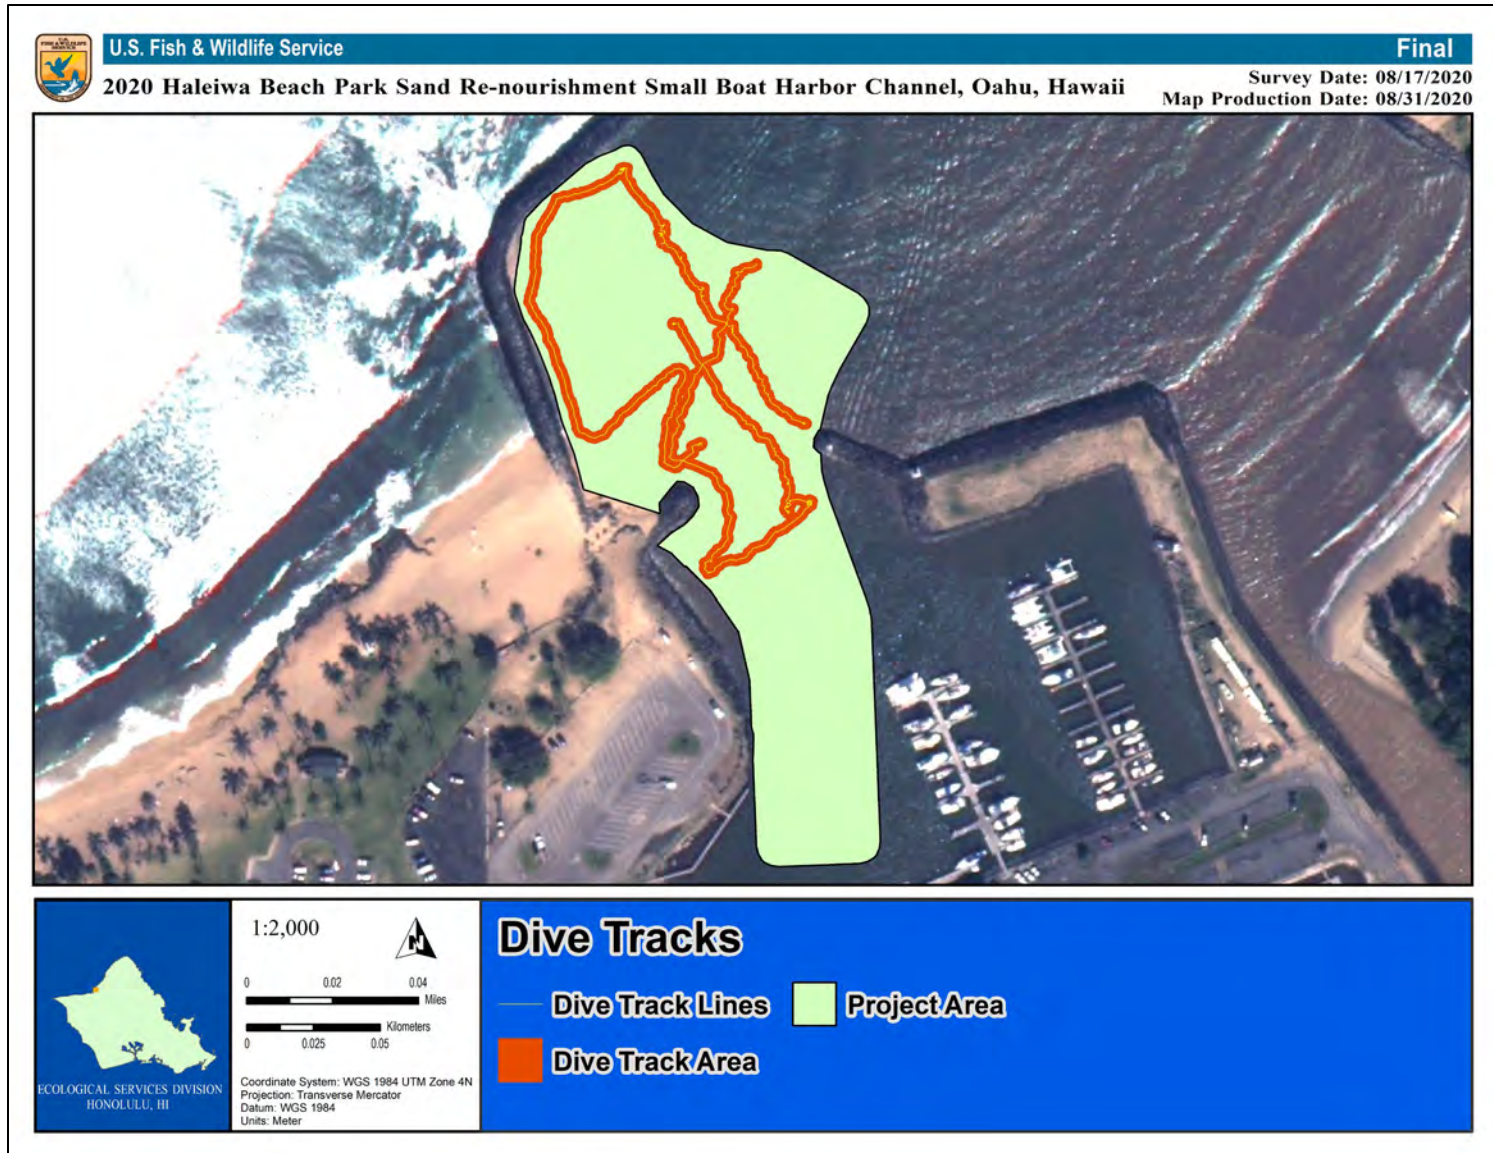 U.S.
FISH & WILDLIFE
SERVICE
U.S. Fish & Wildlife Service
Final
2020 Haleiwa Beach Park Sand Re-nourishment Small Boat Harbor Channel, Oahu, Hawaii
Survey Date: 08/17/2020
Map Production Date: 08/31/2020
ECOLOGICAL SERVICES DIVISION
HONOLULU, HI
1:2,000
N
0 0.02 0.04
Miles
Kilometers
0 0.025 0.05
Coordinate System: WGS 1984 UTM Zone 4N
Projection: Transverse Mercator
Datum: WGS 1984
Units: Meter
Dive Tracks
Dive Track Lines
Project Area
Dive Track Area